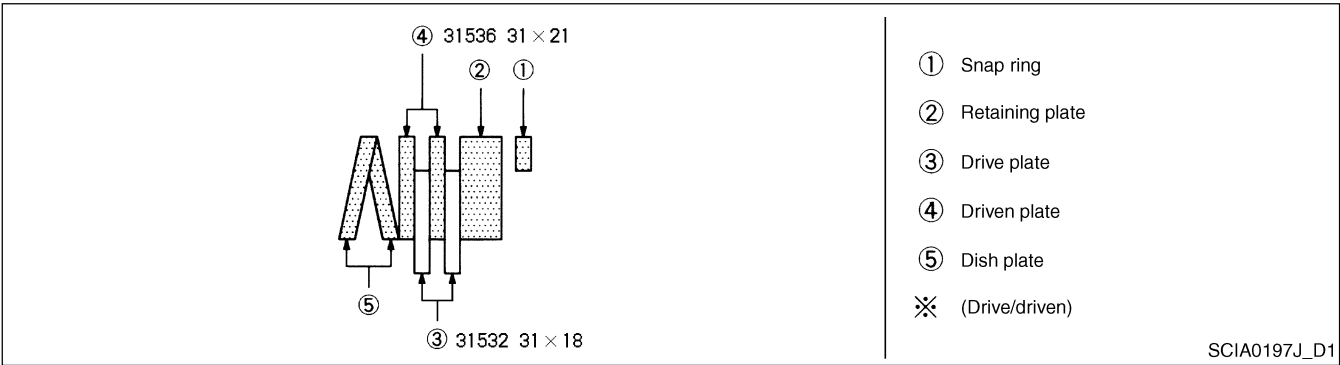 ④ 31536 31×21
② ①
⑤
③ 31532 31×18
① Snap ring
② Retaining plate
③ Drive plate
④ Driven plate
⑤ Dish plate
※ (Drive/driven)
SCIA0197J_D1